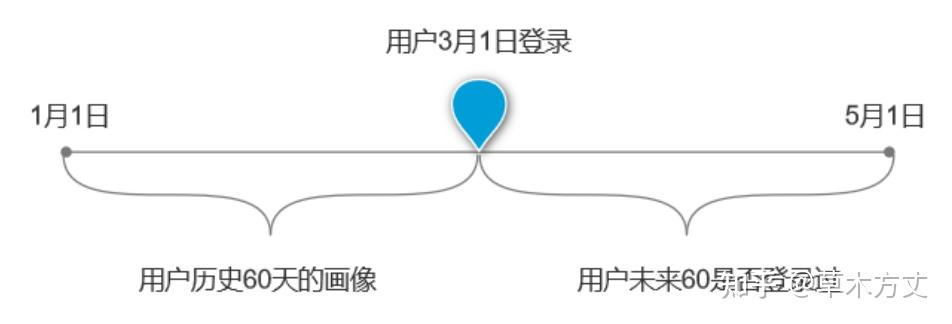 用户3月1日登录
1月1日
5月1日
用户历史60天的画像
用户未来60是否登录过
知乎 @草木方丈